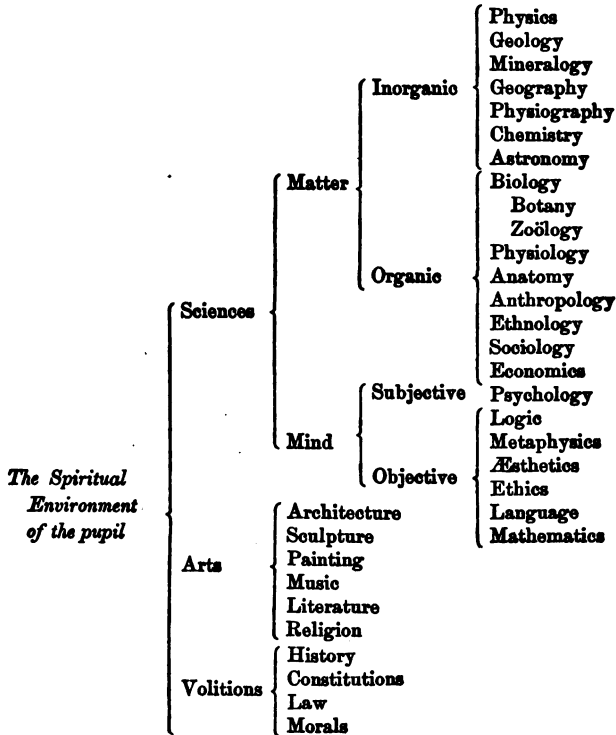 Physics
Geology
Mineralogy
Inorganic
Geography
Physiography
Chemistry
Astronomy
Matter
Biology
Botany
Zoölogy
Physiology
Organic
Anatomy
Anthropology
Sciences
Ethnology
Sociology
Economics
Subjective
Psychology
Logic
Mind
Metaphysics
The Spiritual
Objective
Æsthetics
Environment
Ethics
of the pupil
Language
Mathematics
Architecture
Sculpture
Arts
Painting
Music
Literature
Religion
History
Volitions
Constitutions
Law
Morals